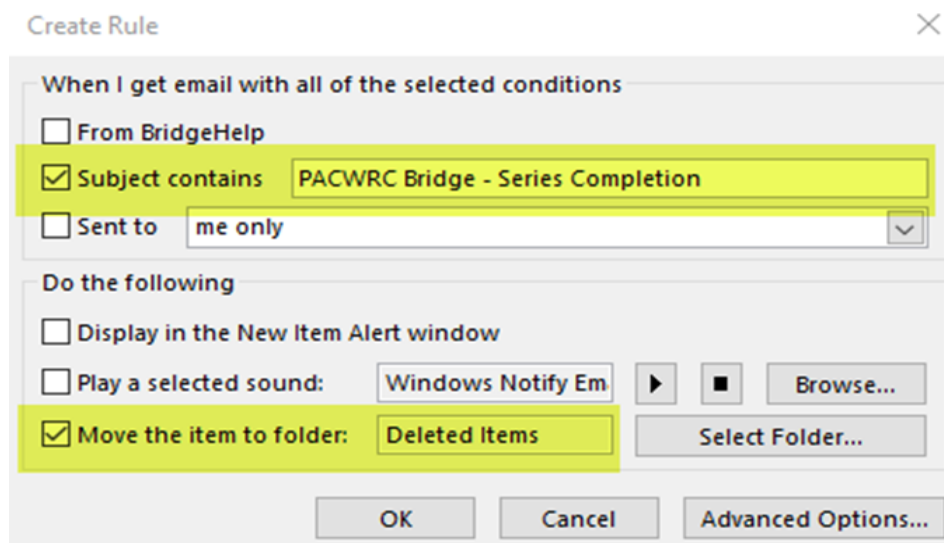 Create Rule
When I get email with all of the selected conditions
From BridgeHelp
Subject contains PACWRC Bridge - Series Completion
Sent to me only
Do the following
Display in the New Item Alert window
Play a selected sound: Windows Notify Em Browse...
Move the item to folder: Deleted Items Select Folder...
OK Cancel Advanced Options...